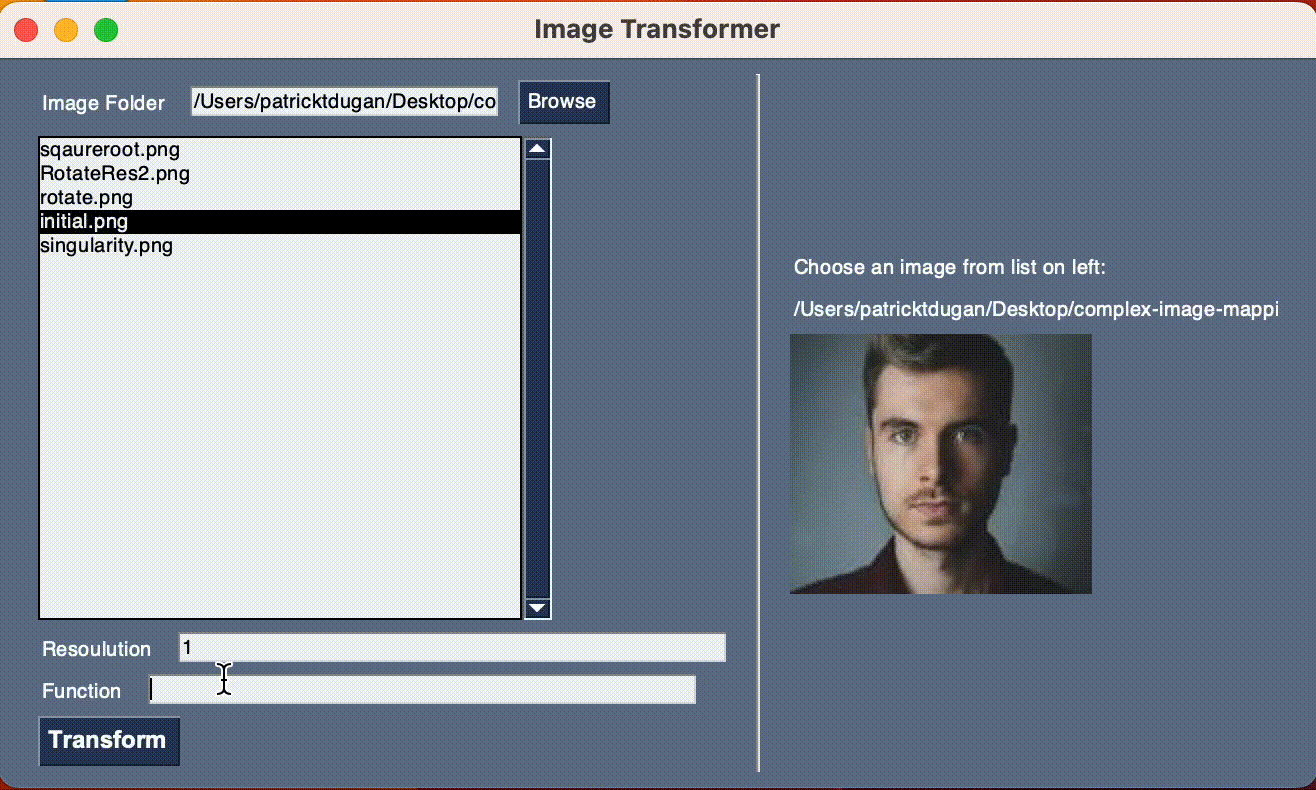 Image Transformer
Image Folder /Users/patricktdugan/Desktop/co Browse
sqaureroot.png
RotateRes2.png
rotate.png
initial.png
singularity.png
Choose an image from list on left:
/Users/patricktdugan/Desktop/complex-image-mappi
Resoulution 1
Function
Transform